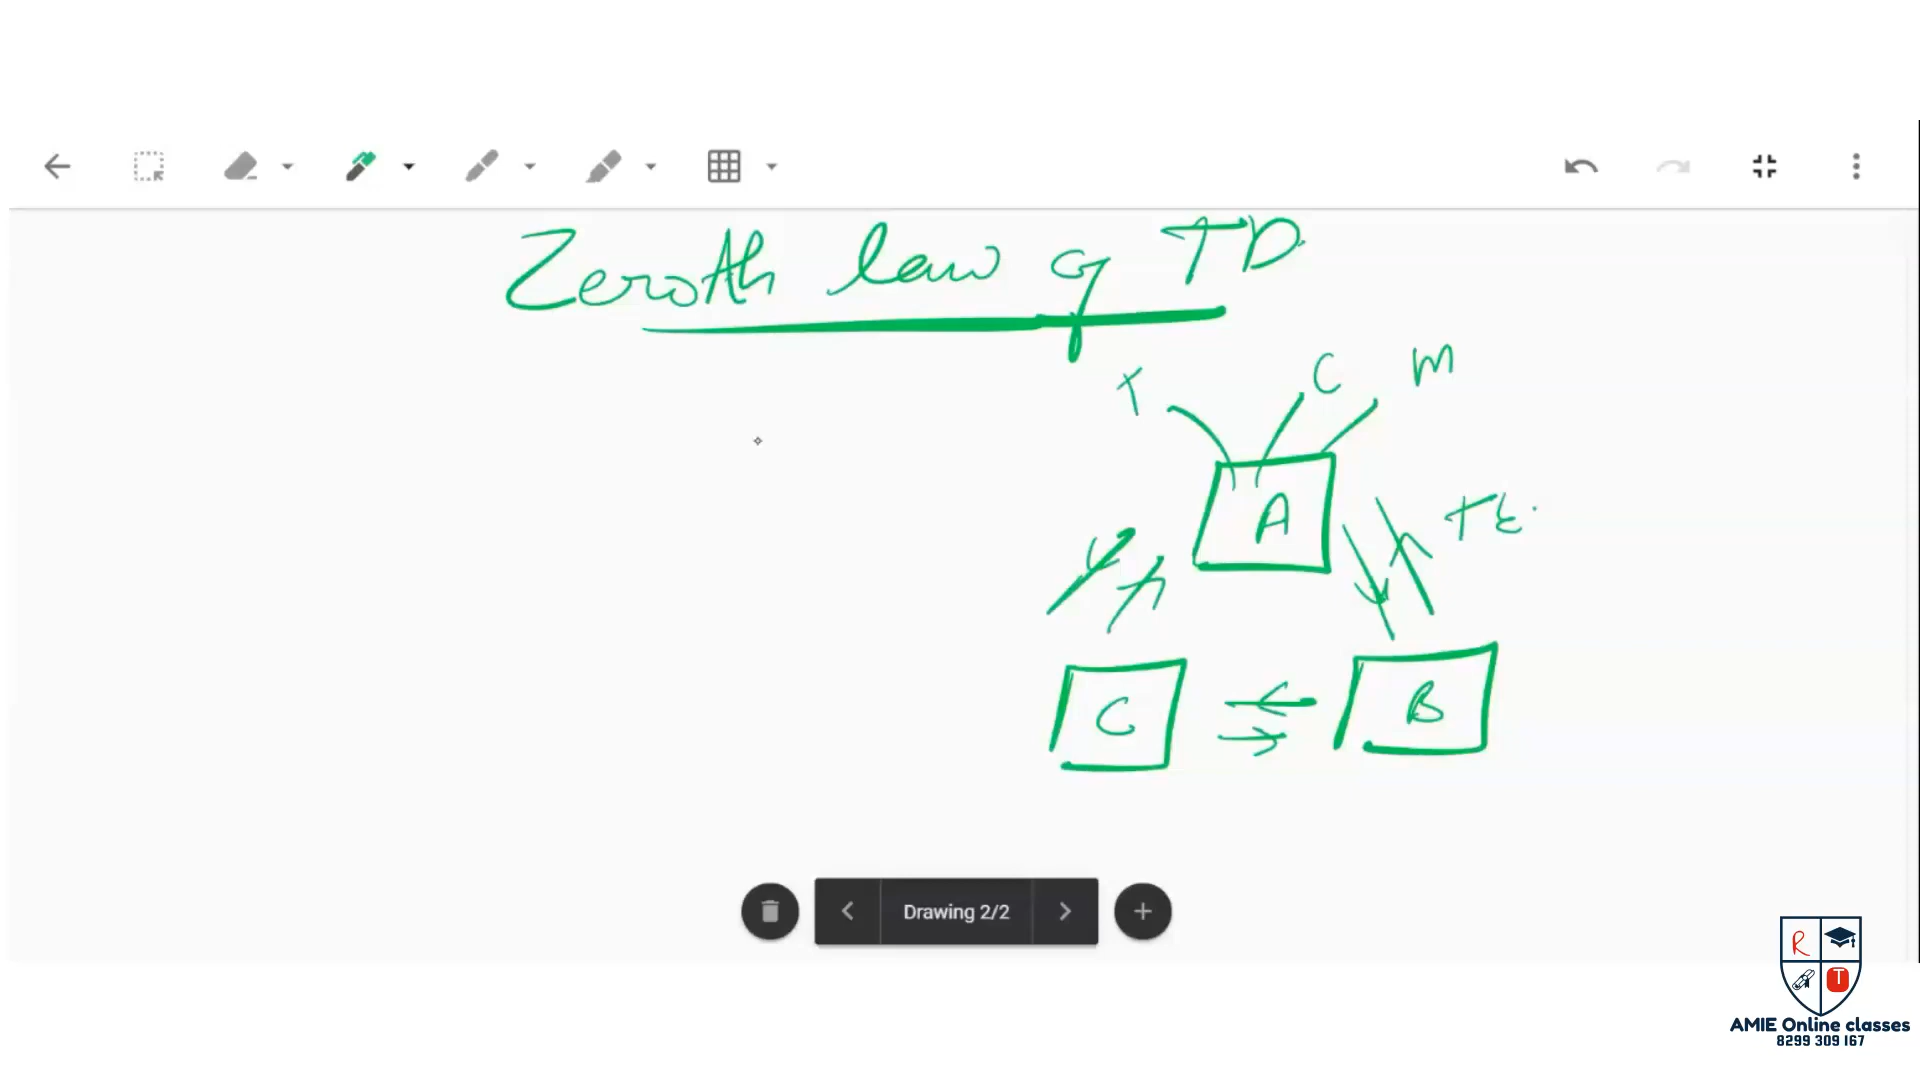 Zeroth law of TD.
T C M
A
TE.
C
B
Drawing 2/2
R
T
AMIE Online classes
8299 309 167